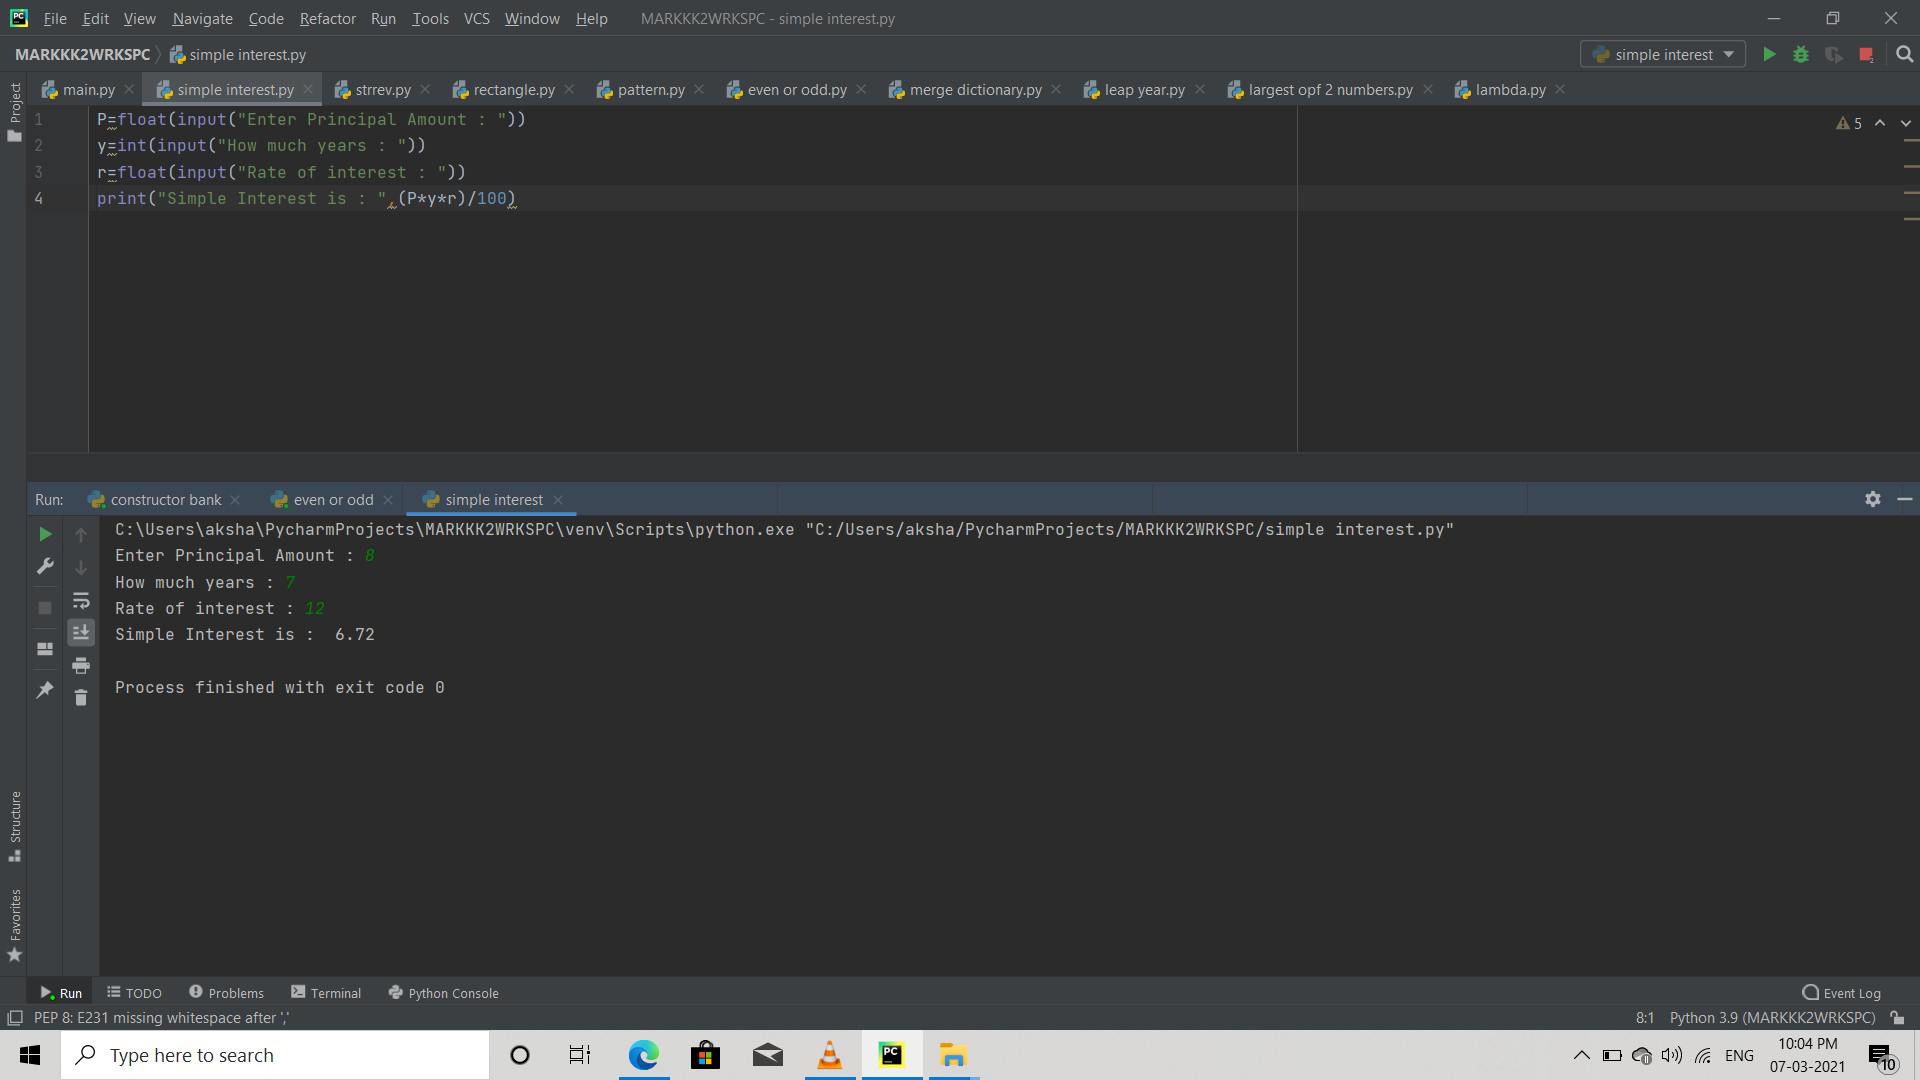 PC File Edit View Navigate Code Refactor Run Tools VCS Window Help MARKKK2WRKSPC - simple interest.py
MARKKK2WRKSPC simple interest.py simple interest
main.py simple interest.py strrev.py rectangle.py pattern.py even or odd.py merge dictionary.py leap year.py largest opf 2 numbers.py lambda.py
Project
1 P=float(input("Enter Principal Amount : "))
5
2 y=int(input("How much years : "))
3 r=float(input("Rate of interest : "))
4 print("Simple Interest is : ",(P*y*r)/100)
Run: constructor bank even or odd simple interest
C:\Users\aksha\PycharmProjects\MARKKK2WRKSPC\venv\Scripts\python.exe "C:/Users/aksha/PycharmProjects/MARKKK2WRKSPC/simple interest.py"
Enter Principal Amount : 8
How much years : 7
Rate of interest : 12
Simple Interest is :  6.72
Process finished with exit code 0
Structure
Favorites
Run TODO Problems Terminal Python Console Event Log
PEP 8: E231 missing whitespace after ',' 8:1 Python 3.9 (MARKKK2WRKSPC)
Type here to search PC ENG 10:04 PM
07-03-2021 10